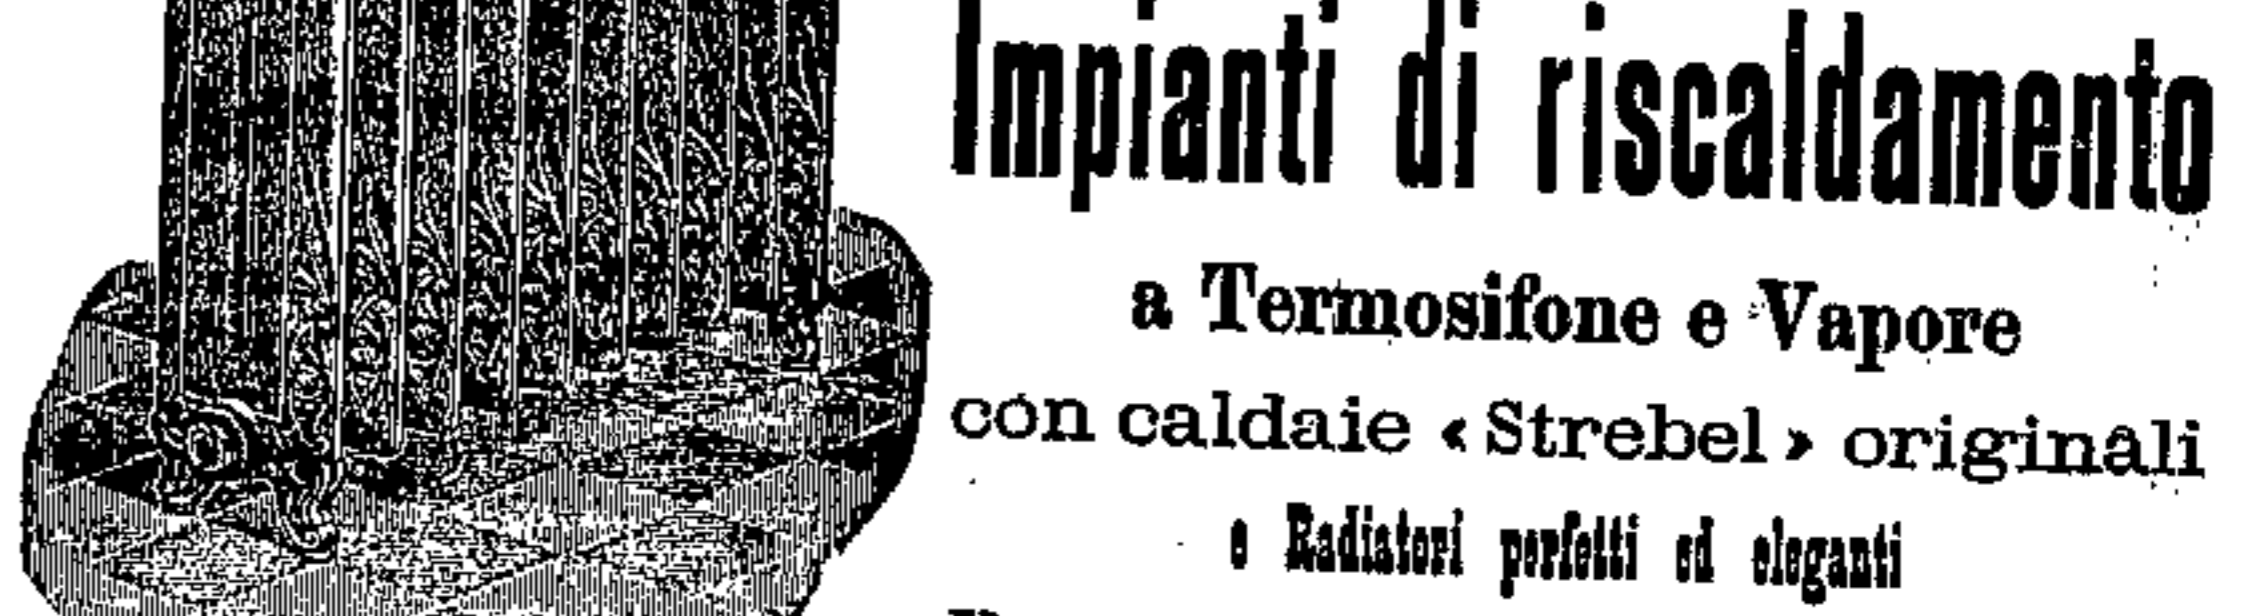 Impianti di riscaldamento
a Termosifone e Vapore
con caldaie « Strebel » originali
e Radiatori perfetti ed eleganti